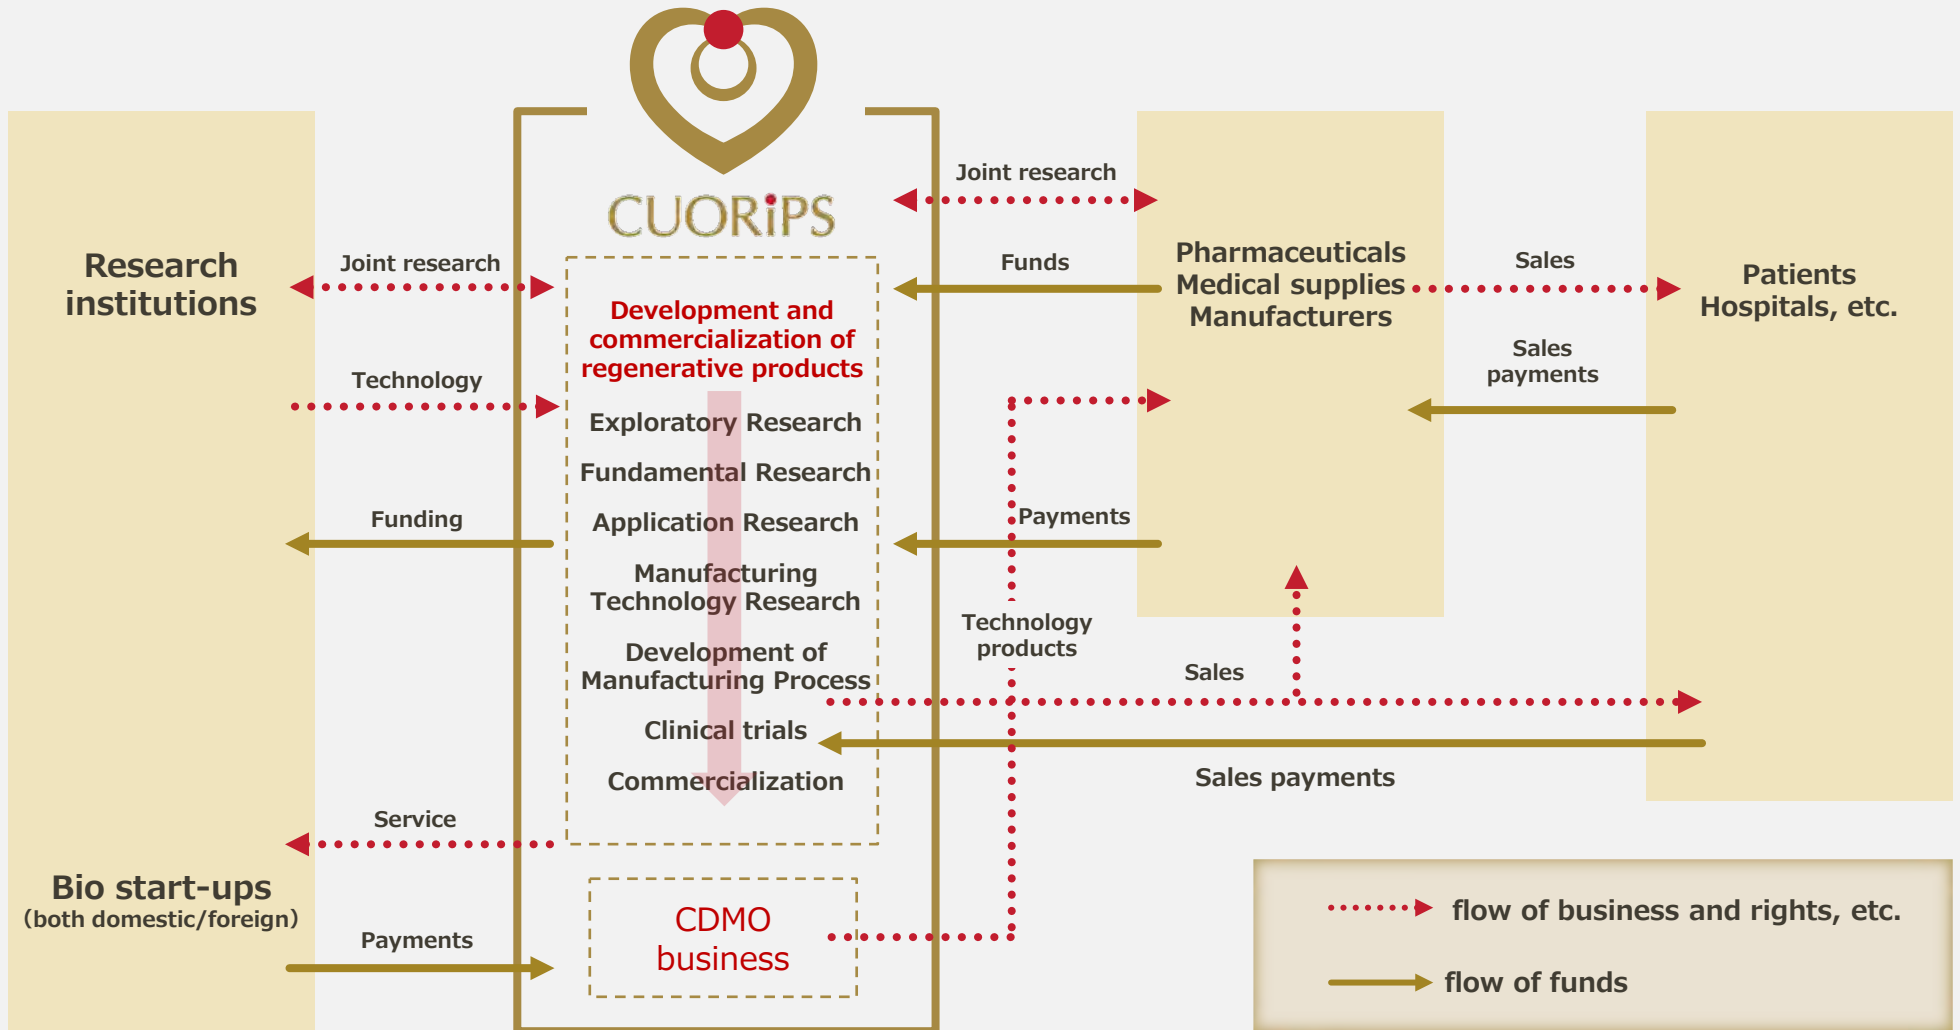 CUORiPS
Research
institutions
Joint research
Technology
Funding
Service
Bio start-ups
(both domestic/foreign)
Payments
Development and
commercialization of
regenerative products
Exploratory Research
Fundamental Research
Application Research
Manufacturing
Technology Research
Development of
Manufacturing Process
Clinical trials
Commercialization
CDMO
business
Joint research
Funds
Payments
Technology
products
Sales
Sales payments
Pharmaceuticals
Medical supplies
Manufacturers
Sales
Sales
payments
Patients
Hospitals, etc.
flow of business and rights, etc.
flow of funds